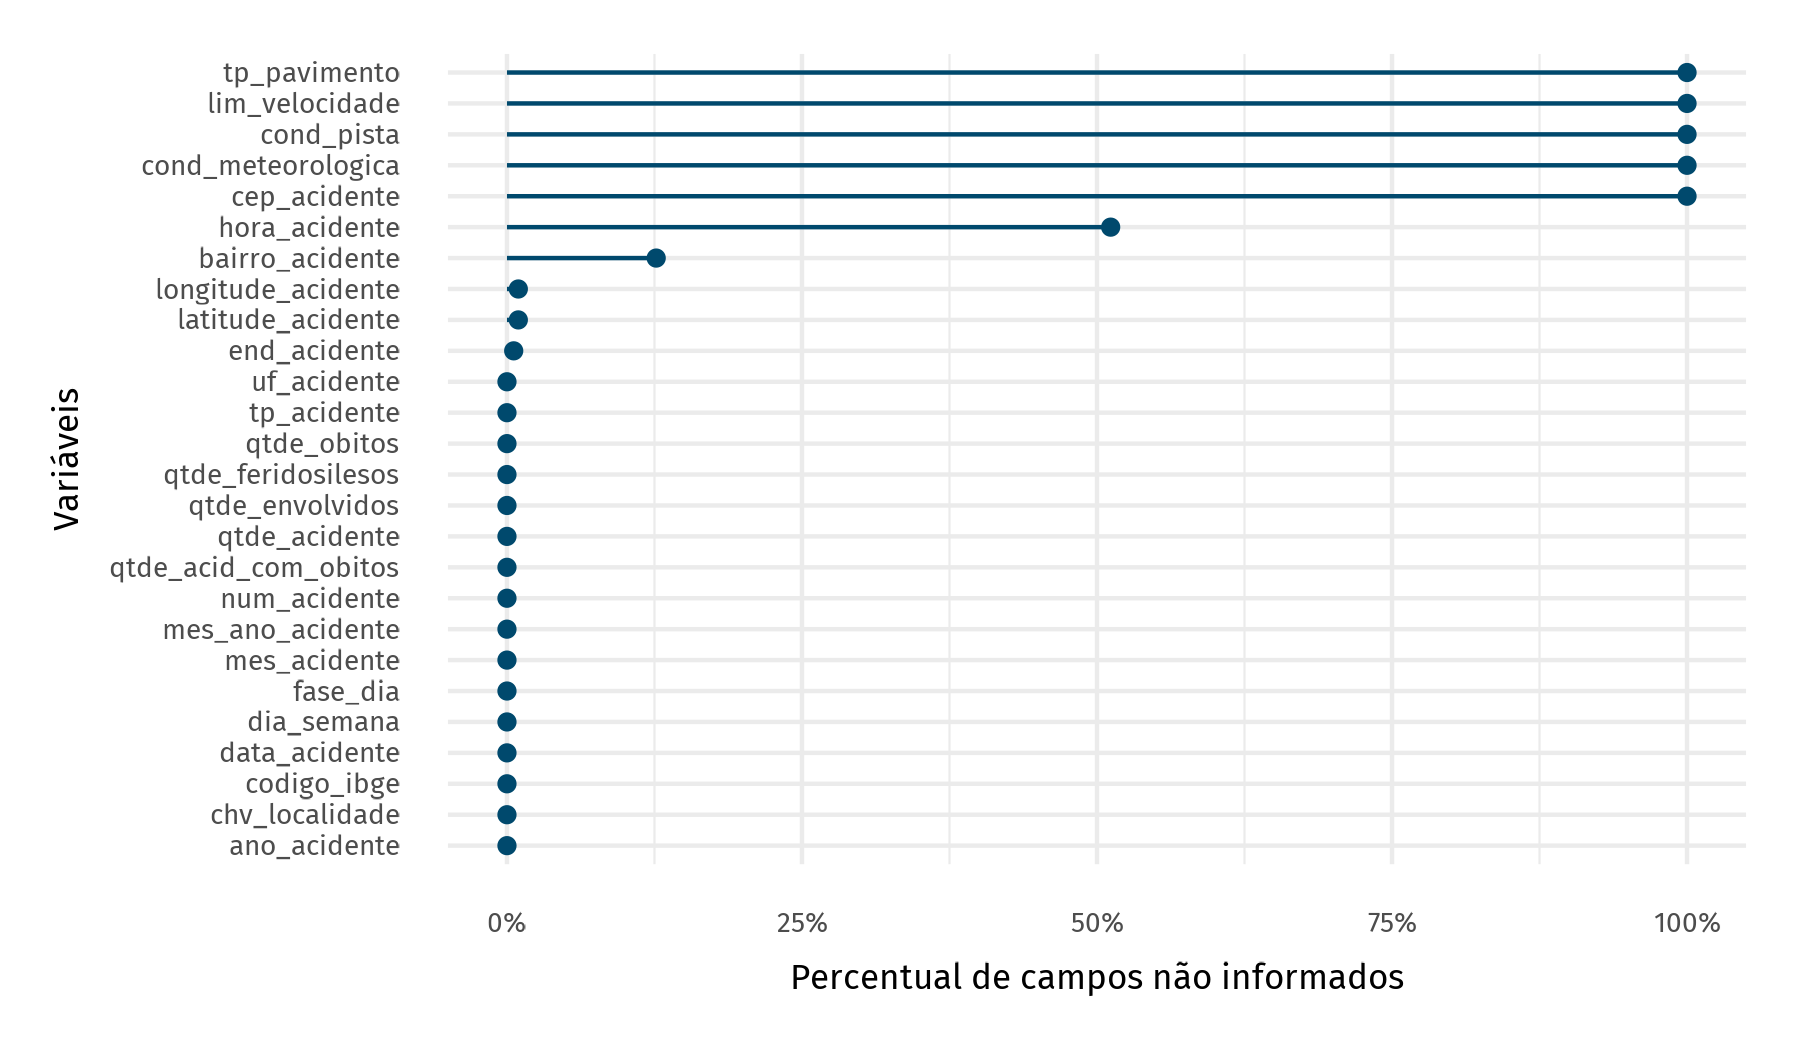 tp_pavimento
lim_velocidade
cond_pista
cond_meteorologica
cep_acidente
hora_acidente
bairro_acidente
longitude_acidente
latitude_acidente
end_acidente
uf_acidente
tp_acidente
qtde_obitos
qtde_feridosilesos
qtde_envolvidos
qtde_acidente
qtde_acid_com_obitos
num_acidente
mes_ano_acidente
mes_acidente
fase_dia
dia_semana
data_acidente
codigo_ibge
chv_localidade
ano_acidente
Variáveis
0% 25% 50% 75% 100%
Percentual de campos não informados